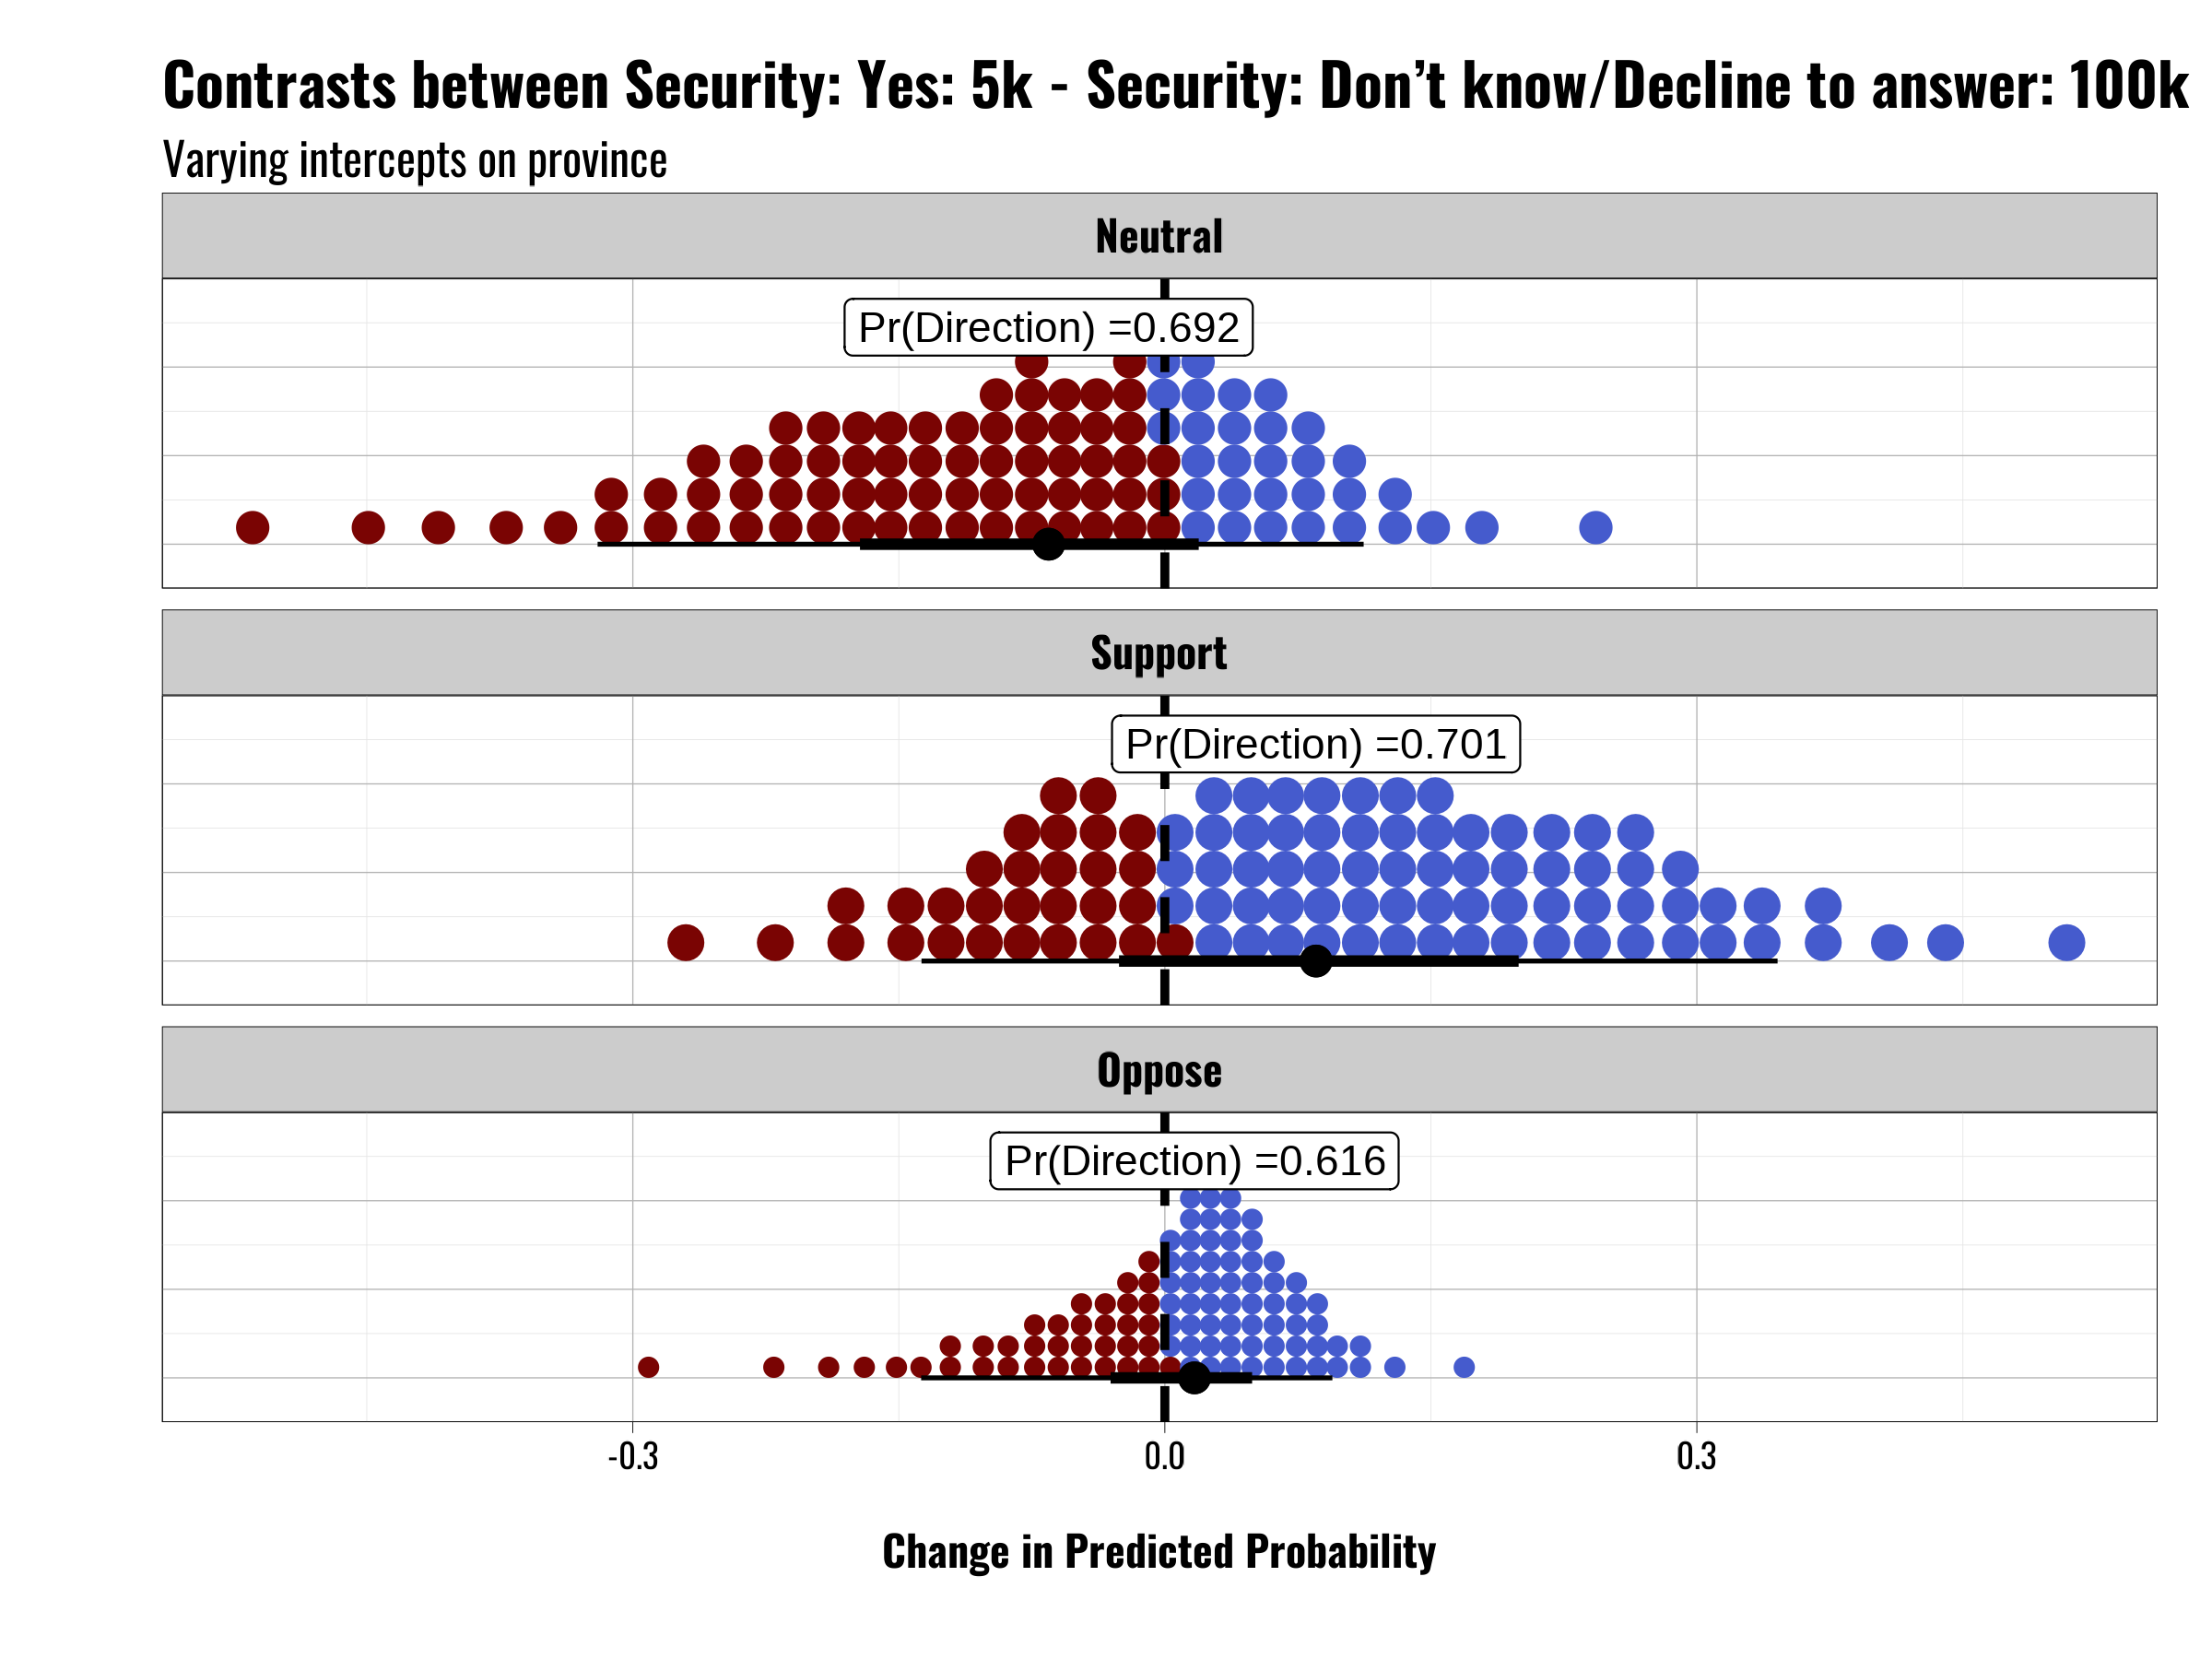 Contrasts between Security: Yes: 5k - Security: Don’t know/Decline to answer: 100k
Varying intercepts on province
Neutral
Pr(Direction) =0.692
Support
Pr(Direction) =0.701
Oppose
Pr(Direction) =0.616
-0.3 0.0 0.3
Change in Predicted Probability